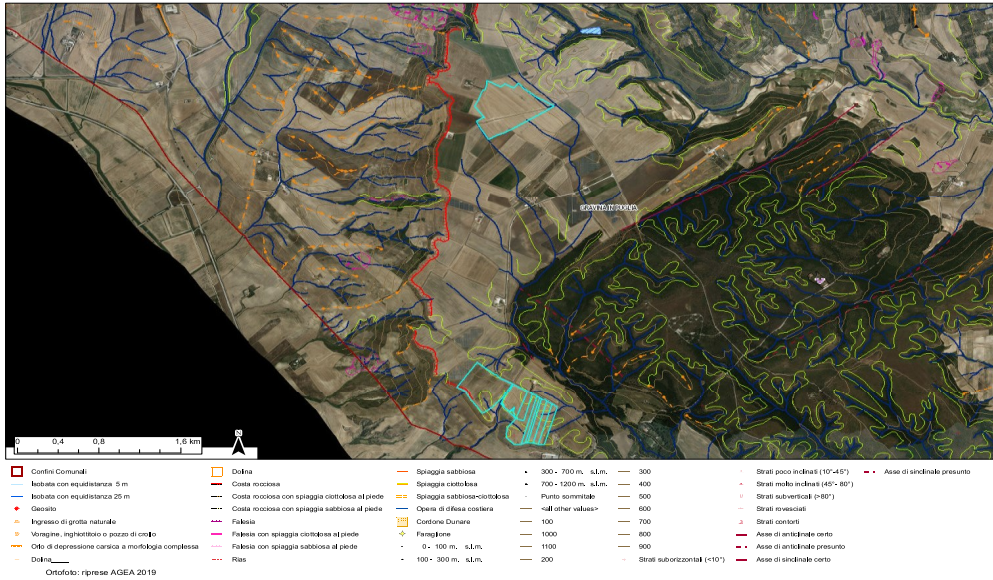 GRAVINA IN PUGLIA
N
0 0,4 0,8 1,6 km
Confini Comunali
Isobata con equidistanza 5 m
Isobata con equidistanza 25 m
Geosito
Ingresso di grotta naturale
Voragine, inghiottitoio o pozzo di crollo
Orlo di depressione carsica a morfologia complessa
Dolina
Dolina
Costa rocciosa
Costa rocciosa con spiaggia ciottolosa al piede
Costa rocciosa con spiaggia sabbiosa al piede
Falesia
Falesia con spiaggia ciottolosa al piede
Falesia con spiaggia sabbiosa al piede
Rias
Spiaggia sabbiosa
Spiaggia ciottolosa
Spiaggia sabbiosa-ciottolosa
Opere di difesa costiera
Cordone Dunare
Faraglione
0 - 100 m. s.l.m.
100 - 300 m. s.l.m.
300 - 700 m. s.l.m.
700 - 1200 m. s.l.m.
Punto sommitale
<all other values>
100
1000
1100
200
300
400
500
600
700
800
900
Strati suborizzontali (<10°)
Strati poco inclinati (10°-45°)
Strati molto inclinati (45°- 80°)
Strati subverticali (>80°)
Strati rovesciati
Strati contorti
Asse di anticlinale certo
Asse di anticlinale presunto
Asse di sinclinale certo
Asse di sinclinale presunto
Ortofoto: riprese AGEA 2019